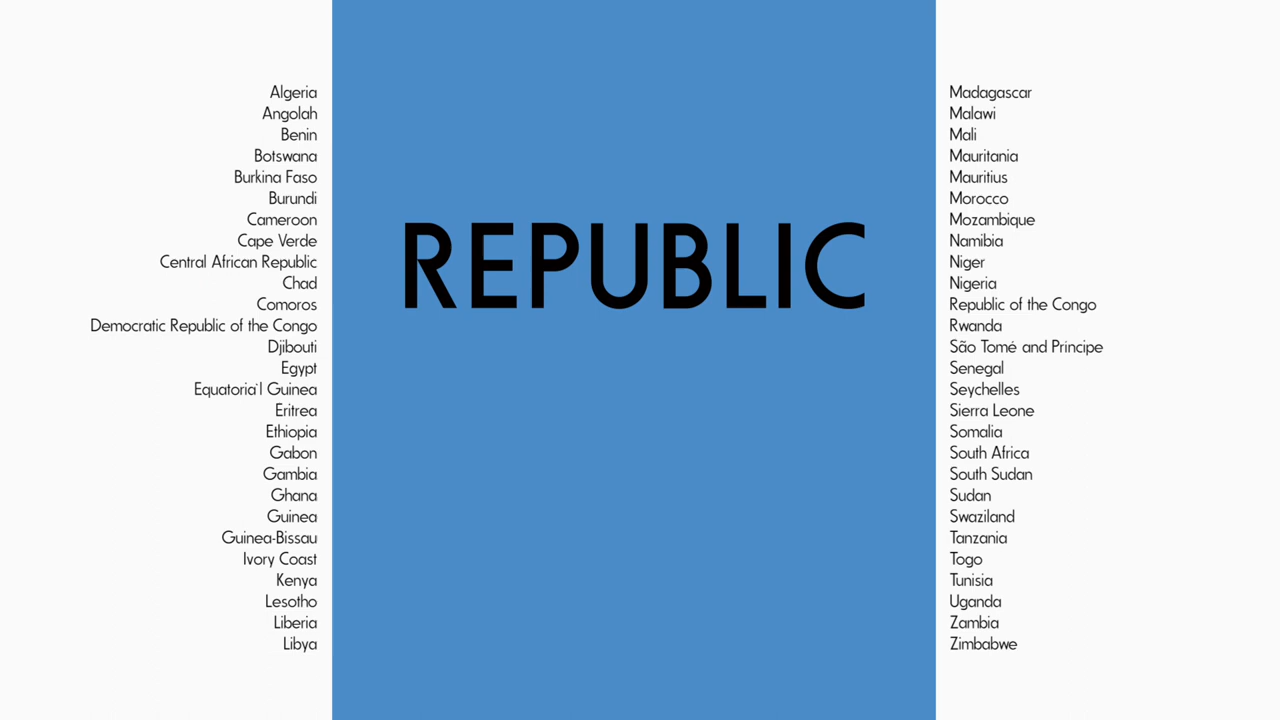 Algeria
Angolah
Benin
Botswana
Burkina Faso
Burundi
Cameroon
Cape Verde
Central African Republic
Chad
Comoros
Democratic Republic of the Congo
Djibouti
Egypt
Equatoria'l Guinea
Eritrea
Ethiopia
Gabon
Gambia
Ghana
Guinea
Guinea-Bissau
Ivory Coast
Kenya
Lesotho
Liberia
Libya
REPUBLIC
Madagascar
Malawi
Mali
Mauritania
Mauritius
Morocco
Mozambique
Namibia
Niger
Nigeria
Republic of the Congo
Rwanda
São Tomé and Principe
Senegal
Seychelles
Sierra Leone
Somalia
South Africa
South Sudan
Sudan
Swaziland
Tanzania
Togo
Tunisia
Uganda
Zambia
Zimbabwe